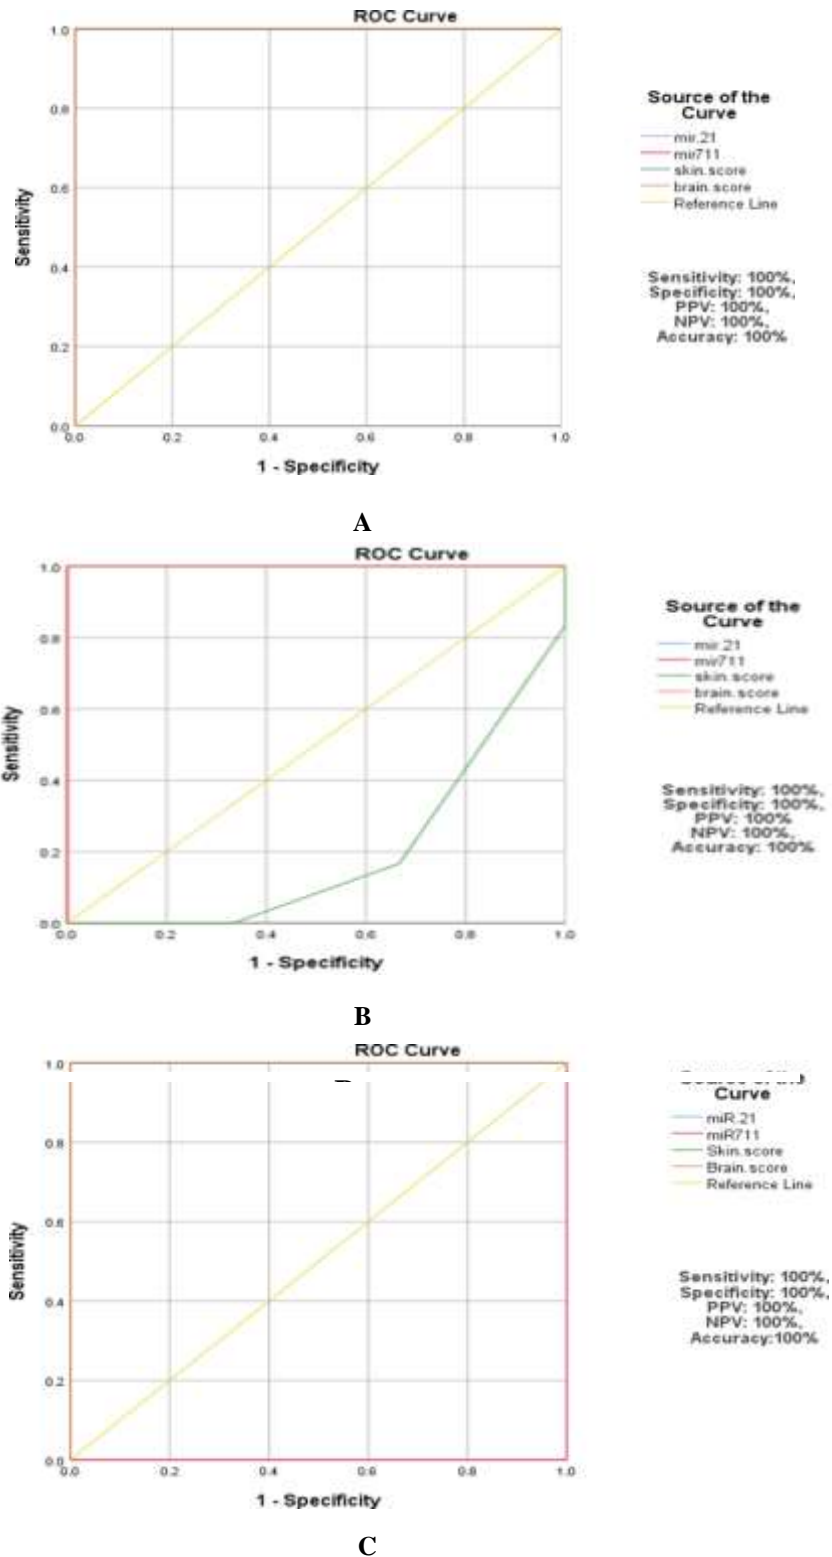 ROC Curve
1.0
0.8
0.6
0.4
0.2
0.0
Sensitivity
0.0 0.2 0.4 0.6 0.8 1.0
1 - Specificity
Source of the
Curve
mir.21
mir711
skin.score
brain.score
Reference Line
Sensitivity: 100%,
Specificity: 100%,
PPV: 100%,
NPV: 100%,
Accuracy: 100%
A
ROC Curve
1.0
0.8
0.6
0.4
0.2
0.0
Sensitivity
0.0 0.2 0.4 0.6 0.8 1.0
1 - Specificity
Source of the
Curve
mir.21
mir711
skin.score
brain.score
Reference Line
Sensitivity: 100%,
Specificity: 100%,
PPV: 100%
NPV: 100%,
Accuracy: 100%
B
ROC Curve
1.0
0.8
0.6
0.4
0.2
0.0
Sensitivity
0.0 0.2 0.4 0.6 0.8 1.0
1 - Specificity
Curve
miR.21
miR711
Skin.score
Brain.score
Reference Line
Sensitivity: 100%,
Specificity: 100%,
PPV: 100%,
NPV: 100%,
Accuracy:100%
C